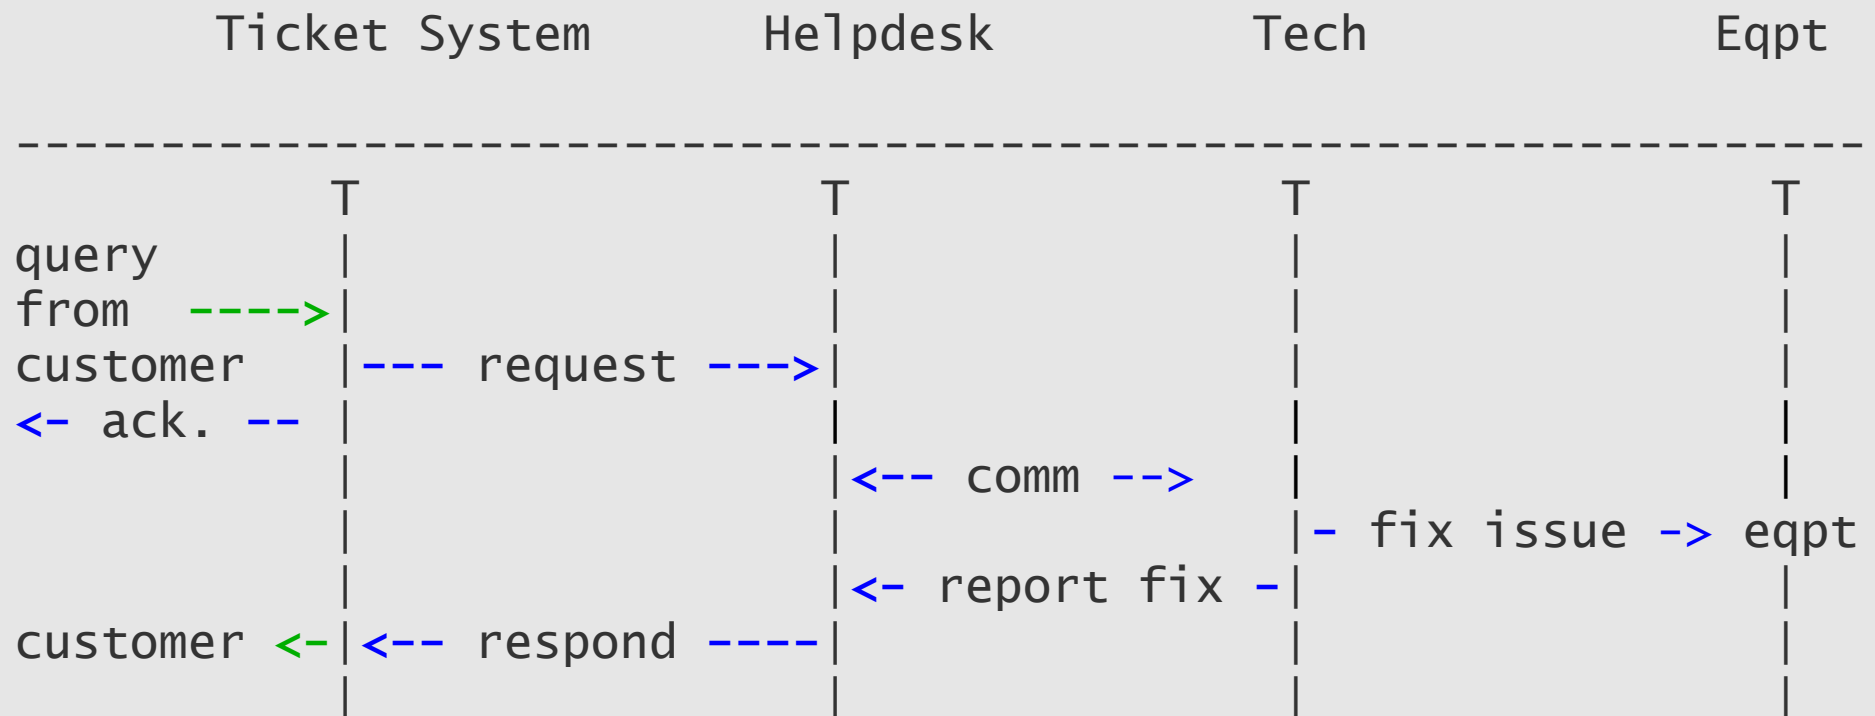 Ticket System Helpdesk Tech Eqpt
-----------------------------------------------------------------
T T T T
query | | | |
from ---->| | | |
customer |--- request --->| | |
<- ack. -- | | | |
| |<-- comm --> | |
| | |- fix issue -> eqpt
| |<- report fix -| |
customer <-|<-- respond ----| | |
| | | |